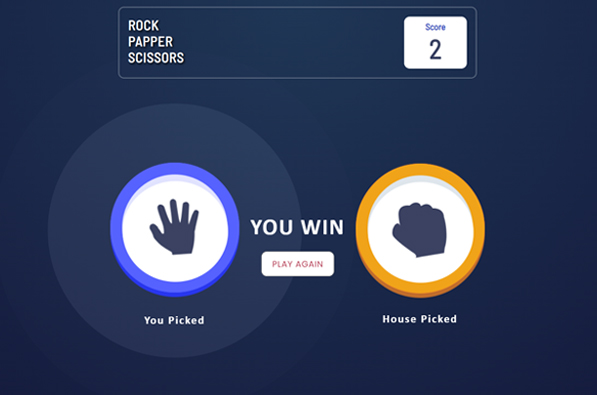 ROCK
PAPPER
SCISSORS
Score
2
YOU WIN
PLAY AGAIN
You Picked
House Picked